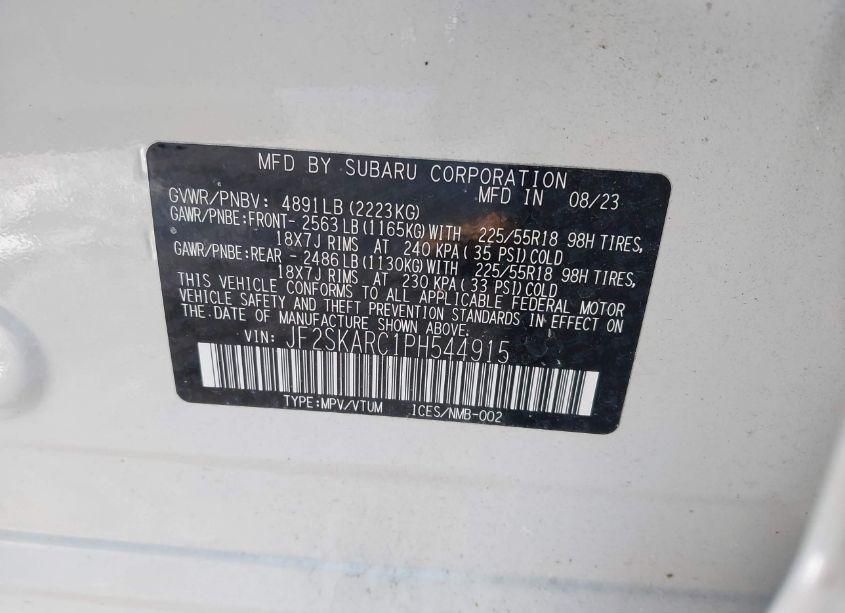 MFD BY SUBARU CORPORATION
GVWR/PNBV: 4891LB(2223KG) MFD IN 08/23
GAWR/PNBE:FRONT- 2563LB(1165KG)WITH 225/55R18 98H TIRES,
18X7J RIMS AT 240 KPA( 35 PSI)COLD
GAWR/PNBE:REAR - 2486LB(1130KG)WITH 225/55R18 98H TIRES,
18X7J RIMS AT 230 KPA( 33 PSI)COLD
THIS VEHICLE CONFORMS TO ALL APPLICABLE FEDERAL MOTOR
VEHICLE SAFETY AND THEFT PREVENTION STANDARDS IN EFFECT ON
THE DATE OF MANUFACTURE SHOWN ABOVE.
VIN: JF2SKARC1PH544915
TYPE:MPV/VTUM ICES/NMB-002